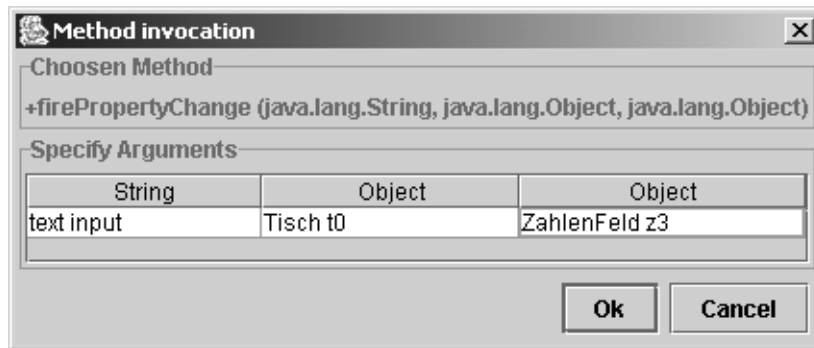 Method invocation
Choosen Method
+firePropertyChange (java.lang.String, java.lang.Object, java.lang.Object)
Specify Arguments
String Object Object
text input Tisch t0 ZahlenFeld z3
Ok Cancel